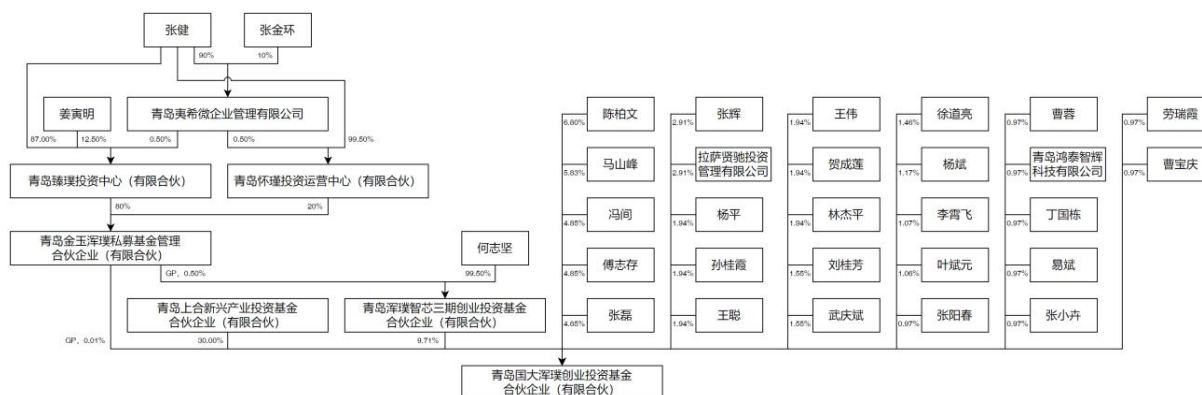 张健
张金环
90%
10%
姜寅明
青岛夷希微企业管理有限公司
87.00%
12.50%
0.50%
0.50%
99.50%
青岛臻璞投资中心（有限合伙）
青岛怀瑾投资运营中心（有限合伙）
80%
20%
青岛金玉浑璞私募基金管理
合伙企业（有限合伙）
何志坚
GP，0.50%
99.50%
青岛上合新兴产业投资基金
合伙企业（有限合伙）
青岛浑璞智芯三期创业投资基金
合伙企业（有限合伙）
GP，0.01%
30.00%
9.71%
陈柏文
6.80%
马山峰
5.83%
冯间
4.85%
傅志存
4.85%
张磊
4.85%
张辉
2.91%
拉萨贤驰投资
管理有限公司
2.91%
杨平
1.94%
孙桂霞
1.94%
王聪
1.94%
王伟
1.94%
贺成莲
1.94%
林杰平
1.94%
刘桂芳
1.55%
武庆斌
1.55%
徐道亮
1.46%
杨斌
1.17%
李霄飞
1.07%
叶斌元
1.06%
张阳春
0.97%
曹蓉
0.97%
青岛鸿泰智辉
科技有限公司
0.97%
丁国栋
0.97%
易斌
0.97%
张小卉
0.97%
劳瑞霞
0.97%
曹宝庆
0.97%
青岛国大浑璞创业投资基金
合伙企业（有限合伙）